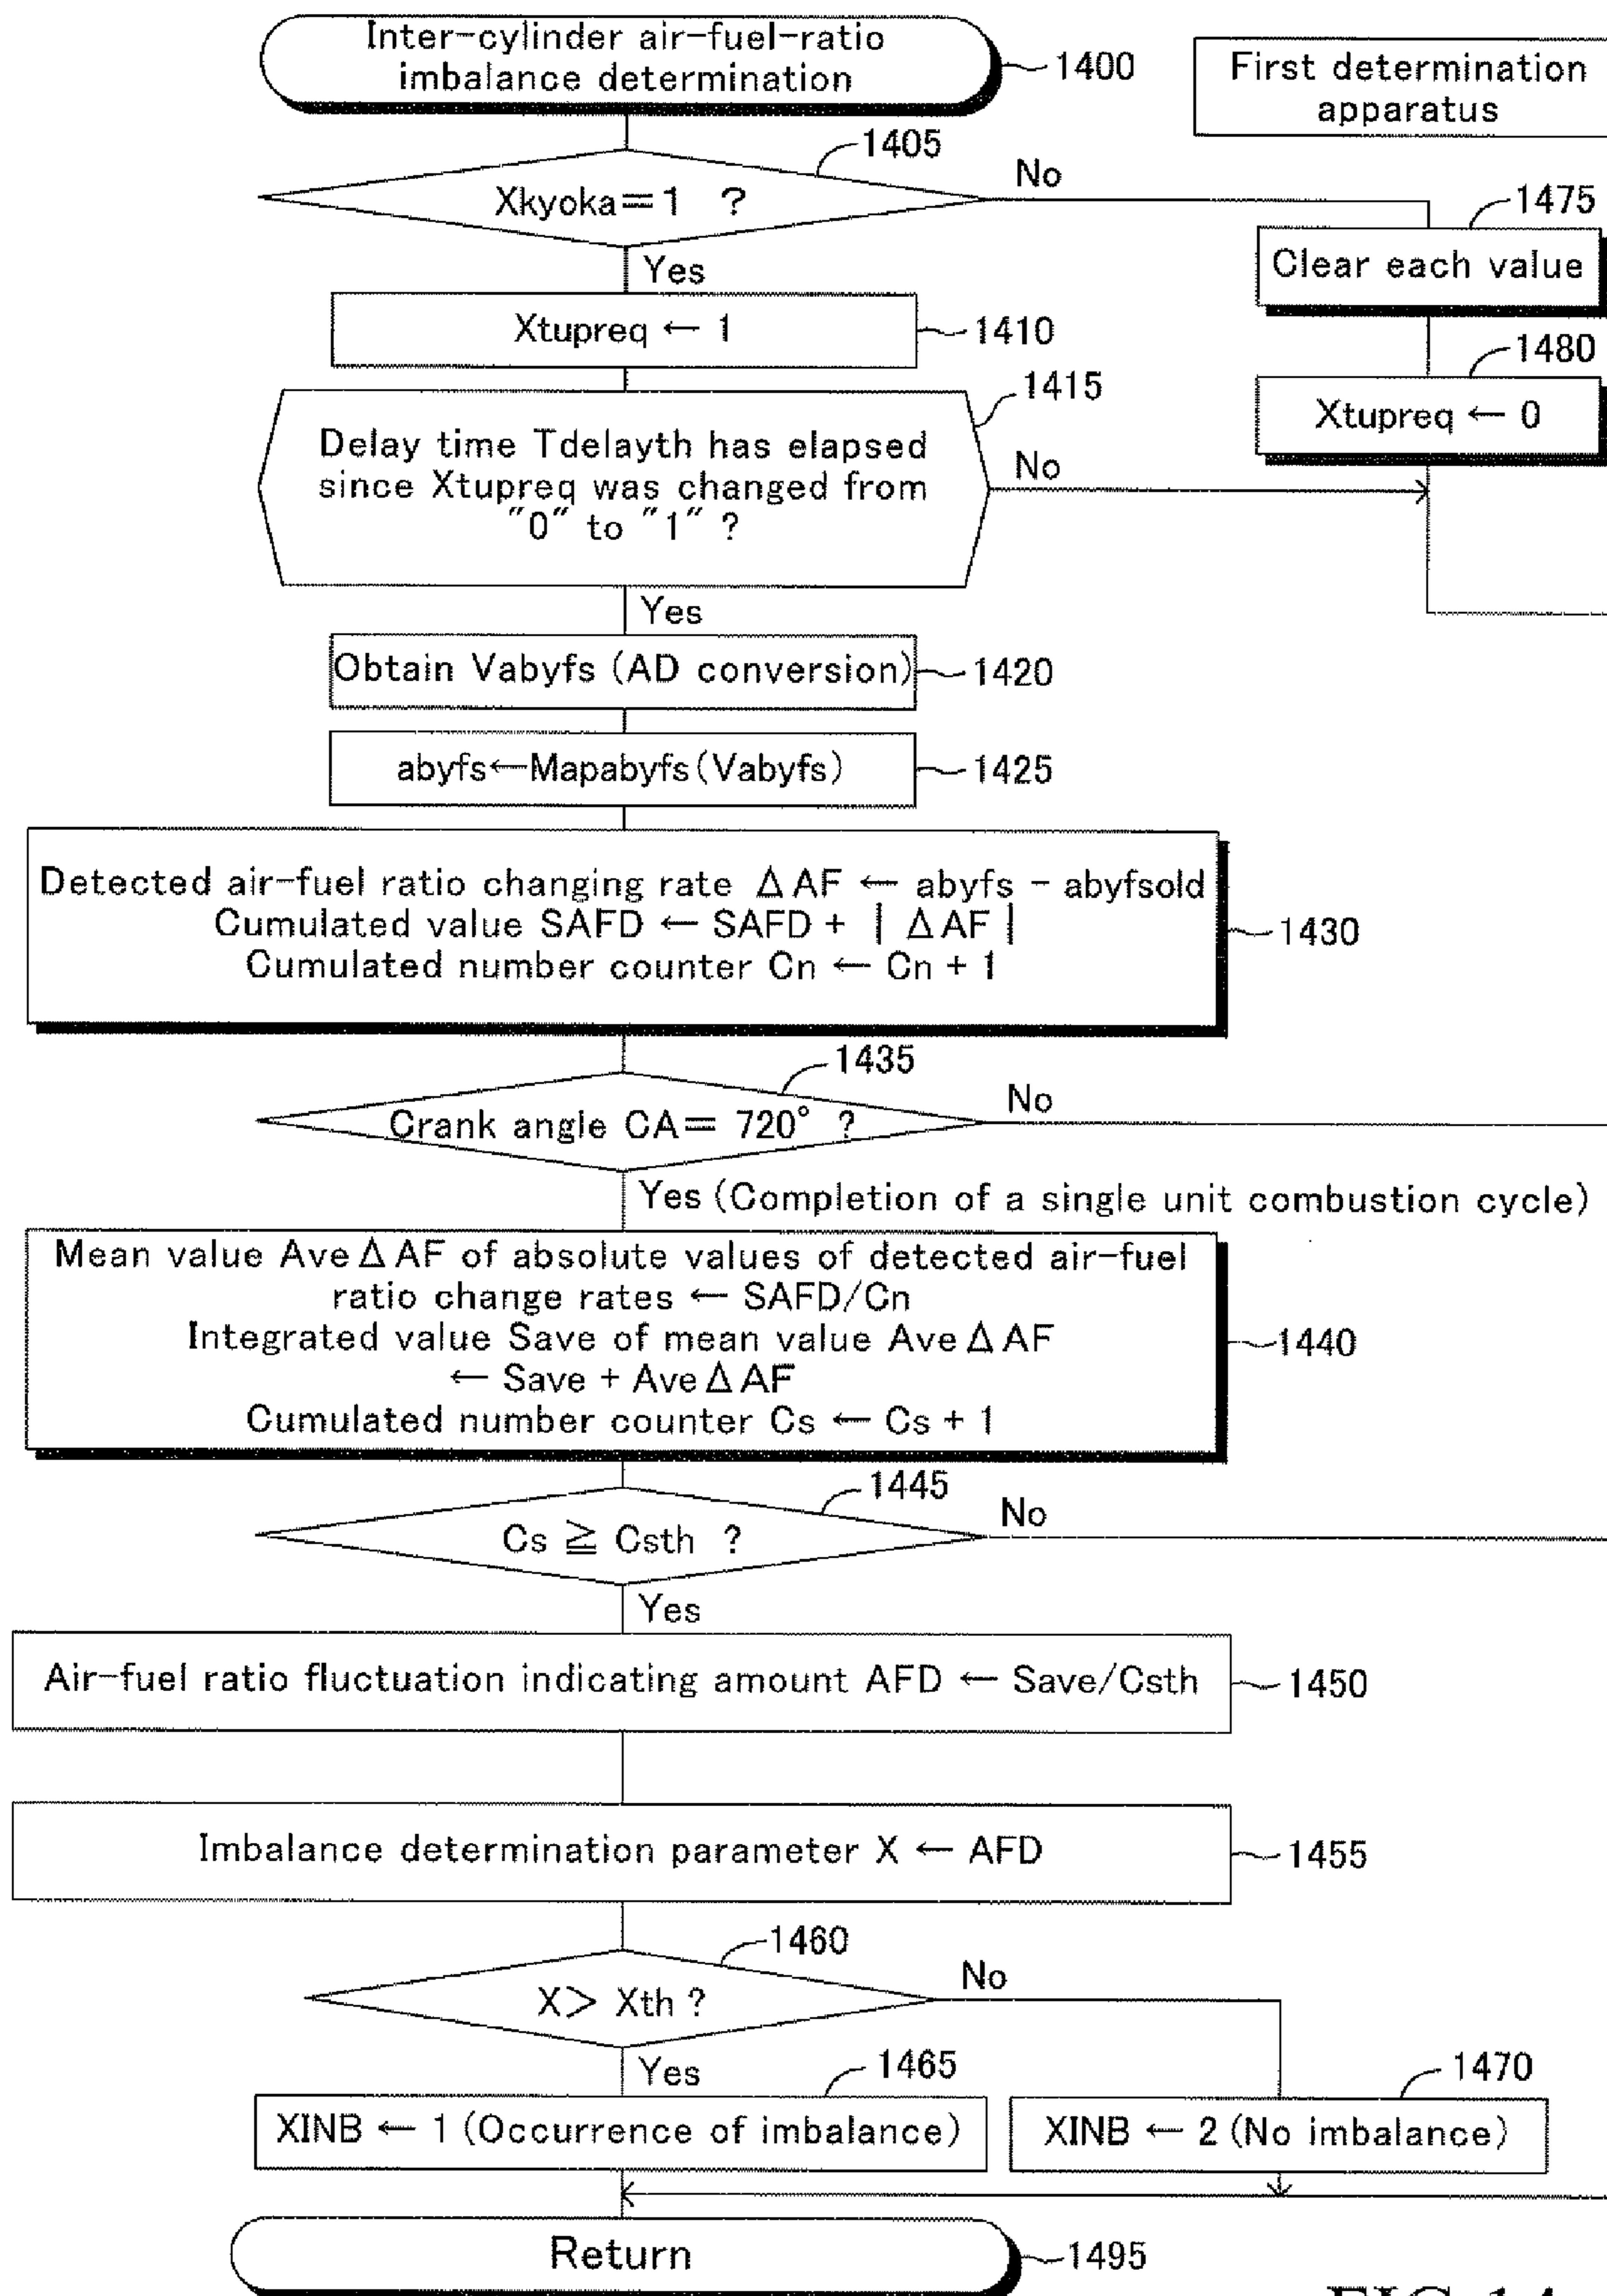 Inter-cylinder air-fuel-ratio
imbalance determination
1400
First determination
apparatus
1405
Xkyoka=1 ?
No
Yes
1475
Clear each value
Xtupreq ← 1
1410
1480
Xtupreq ← 0
1415
Delay time Tdelayth has elapsed
since Xtupreq was changed from
"0" to "1" ?
No
Yes
Obtain Vabyfs (AD conversion)
1420
abyfs←Mapabyfs(Vabyfs)
1425
Detected air-fuel ratio changing rate ΔAF ← abyfs - abyfsold
Cumulated value SAFD ← SAFD + | ΔAF |
Cumulated number counter Cn ← Cn + 1
1430
1435
Crank angle CA= 720° ?
No
Yes (Completion of a single unit combustion cycle)
Mean value AveΔAF of absolute values of detected air-fuel
ratio change rates ← SAFD/Cn
Integrated value Save of mean value AveΔAF
← Save + AveΔAF
Cumulated number counter Cs ← Cs + 1
1440
1445
Cs ≧ Csth ?
No
Yes
Air-fuel ratio fluctuation indicating amount AFD ← Save/Csth
1450
Imbalance determination parameter X ← AFD
1455
1460
X> Xth ?
No
Yes
1465
XINB ← 1 (Occurrence of imbalance)
1470
XINB ← 2 (No imbalance)
Return
1495